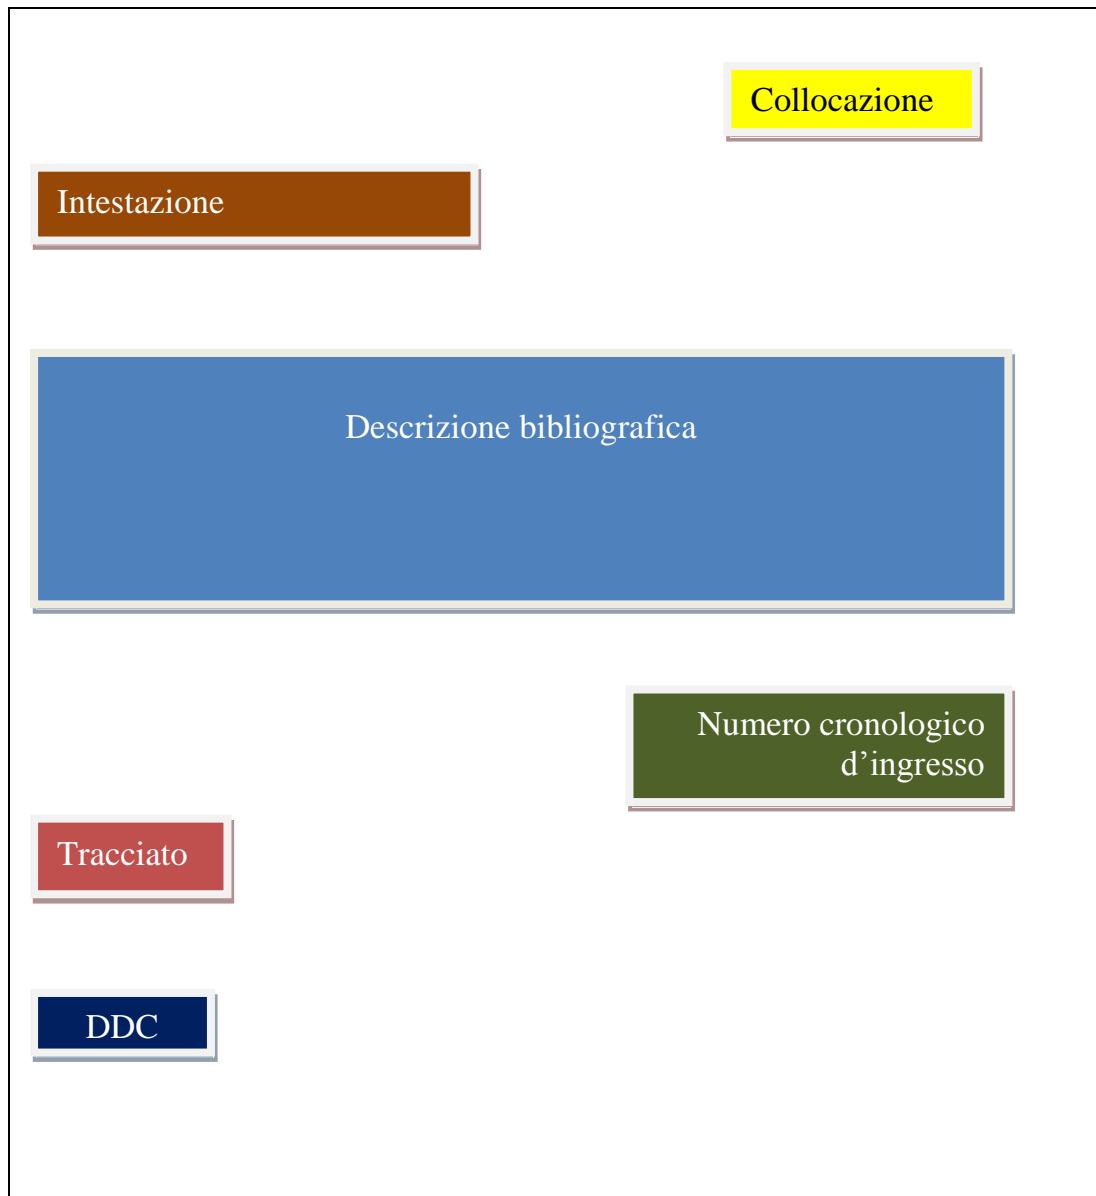 Collocazione
Intestazione
Descrizione bibliografica
Numero cronologico
d’ingresso
Tracciato
DDC